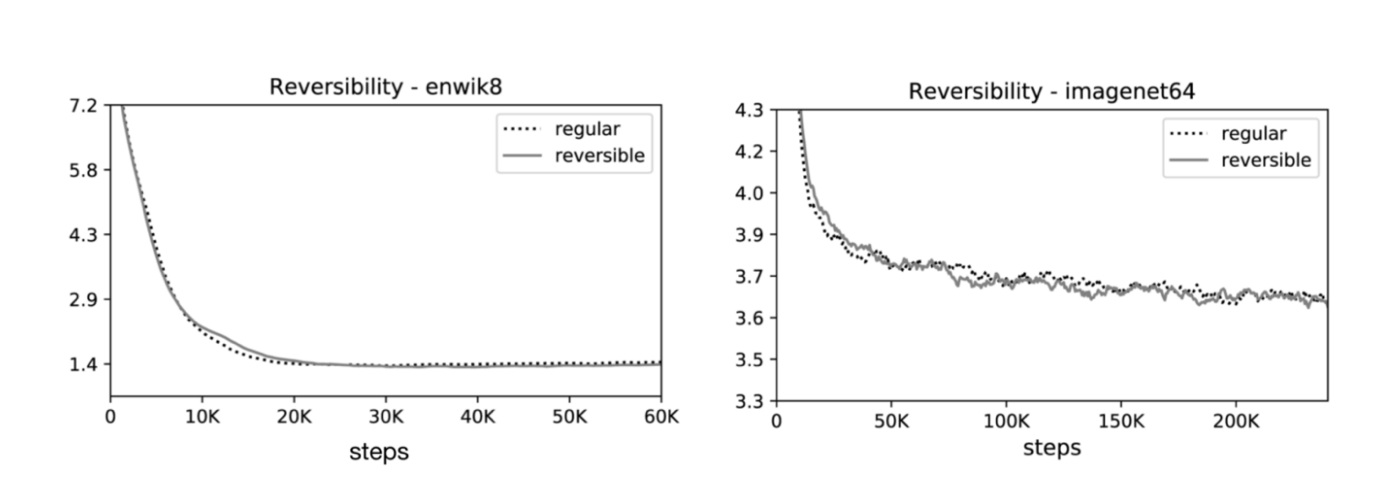 Reversibility - enwik8
7.2
5.8
4.3
2.9
1.4
regular
reversible
0 10K 20K 30K 40K 50K 60K
steps
Reversibility - imagenet64
4.3
4.2
4.0
3.9
3.7
3.6
3.5
3.3
regular
reversible
0 50K 100K 150K 200K
steps